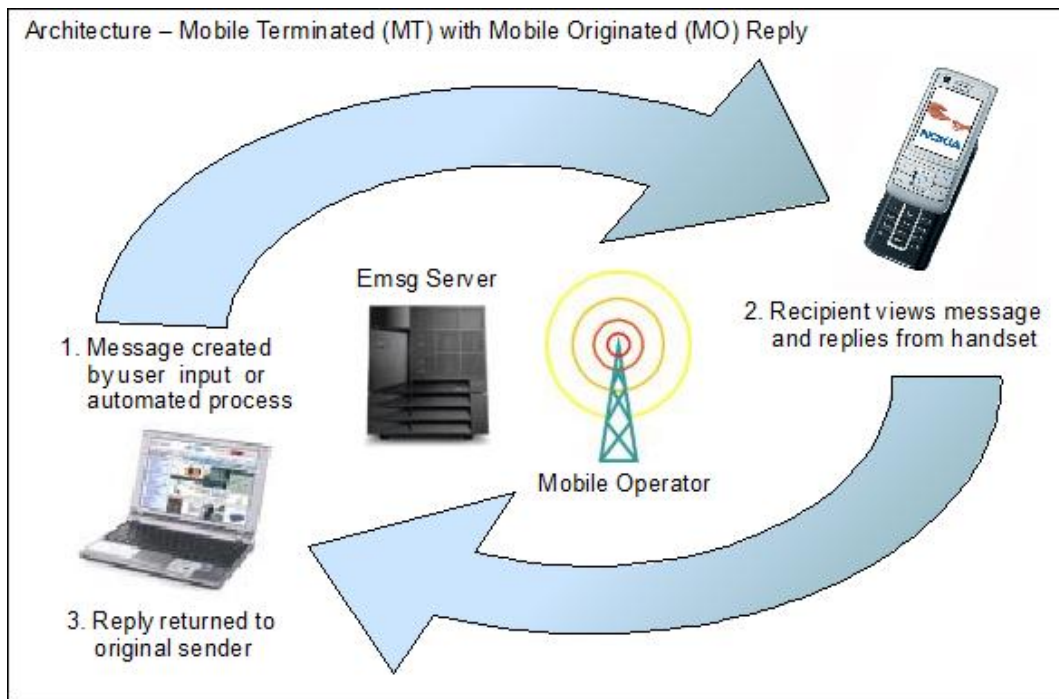 Architecture – Mobile Terminated (MT) with Mobile Originated (MO) Reply
NOKIA
Emsg Server
2. Recipient views message
and replies from handset
1. Message created
by user input or
automated process
Mobile Operator
3. Reply returned to
original sender